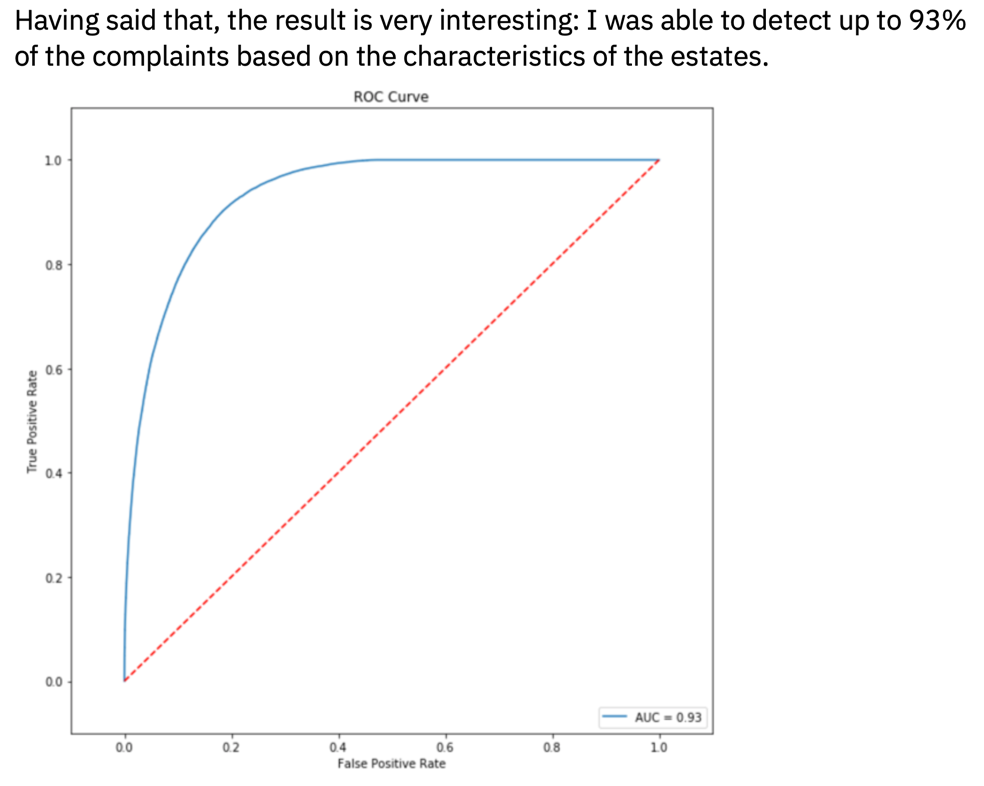 Having said that, the result is very interesting: I was able to detect up to 93%
of the complaints based on the characteristics of the estates.
ROC Curve
1.0
0.8
0.6
0.4
0.2
0.0
True Positive Rate
AUC = 0.93
0.0 0.2 0.4 0.6 0.8 1.0
False Positive Rate